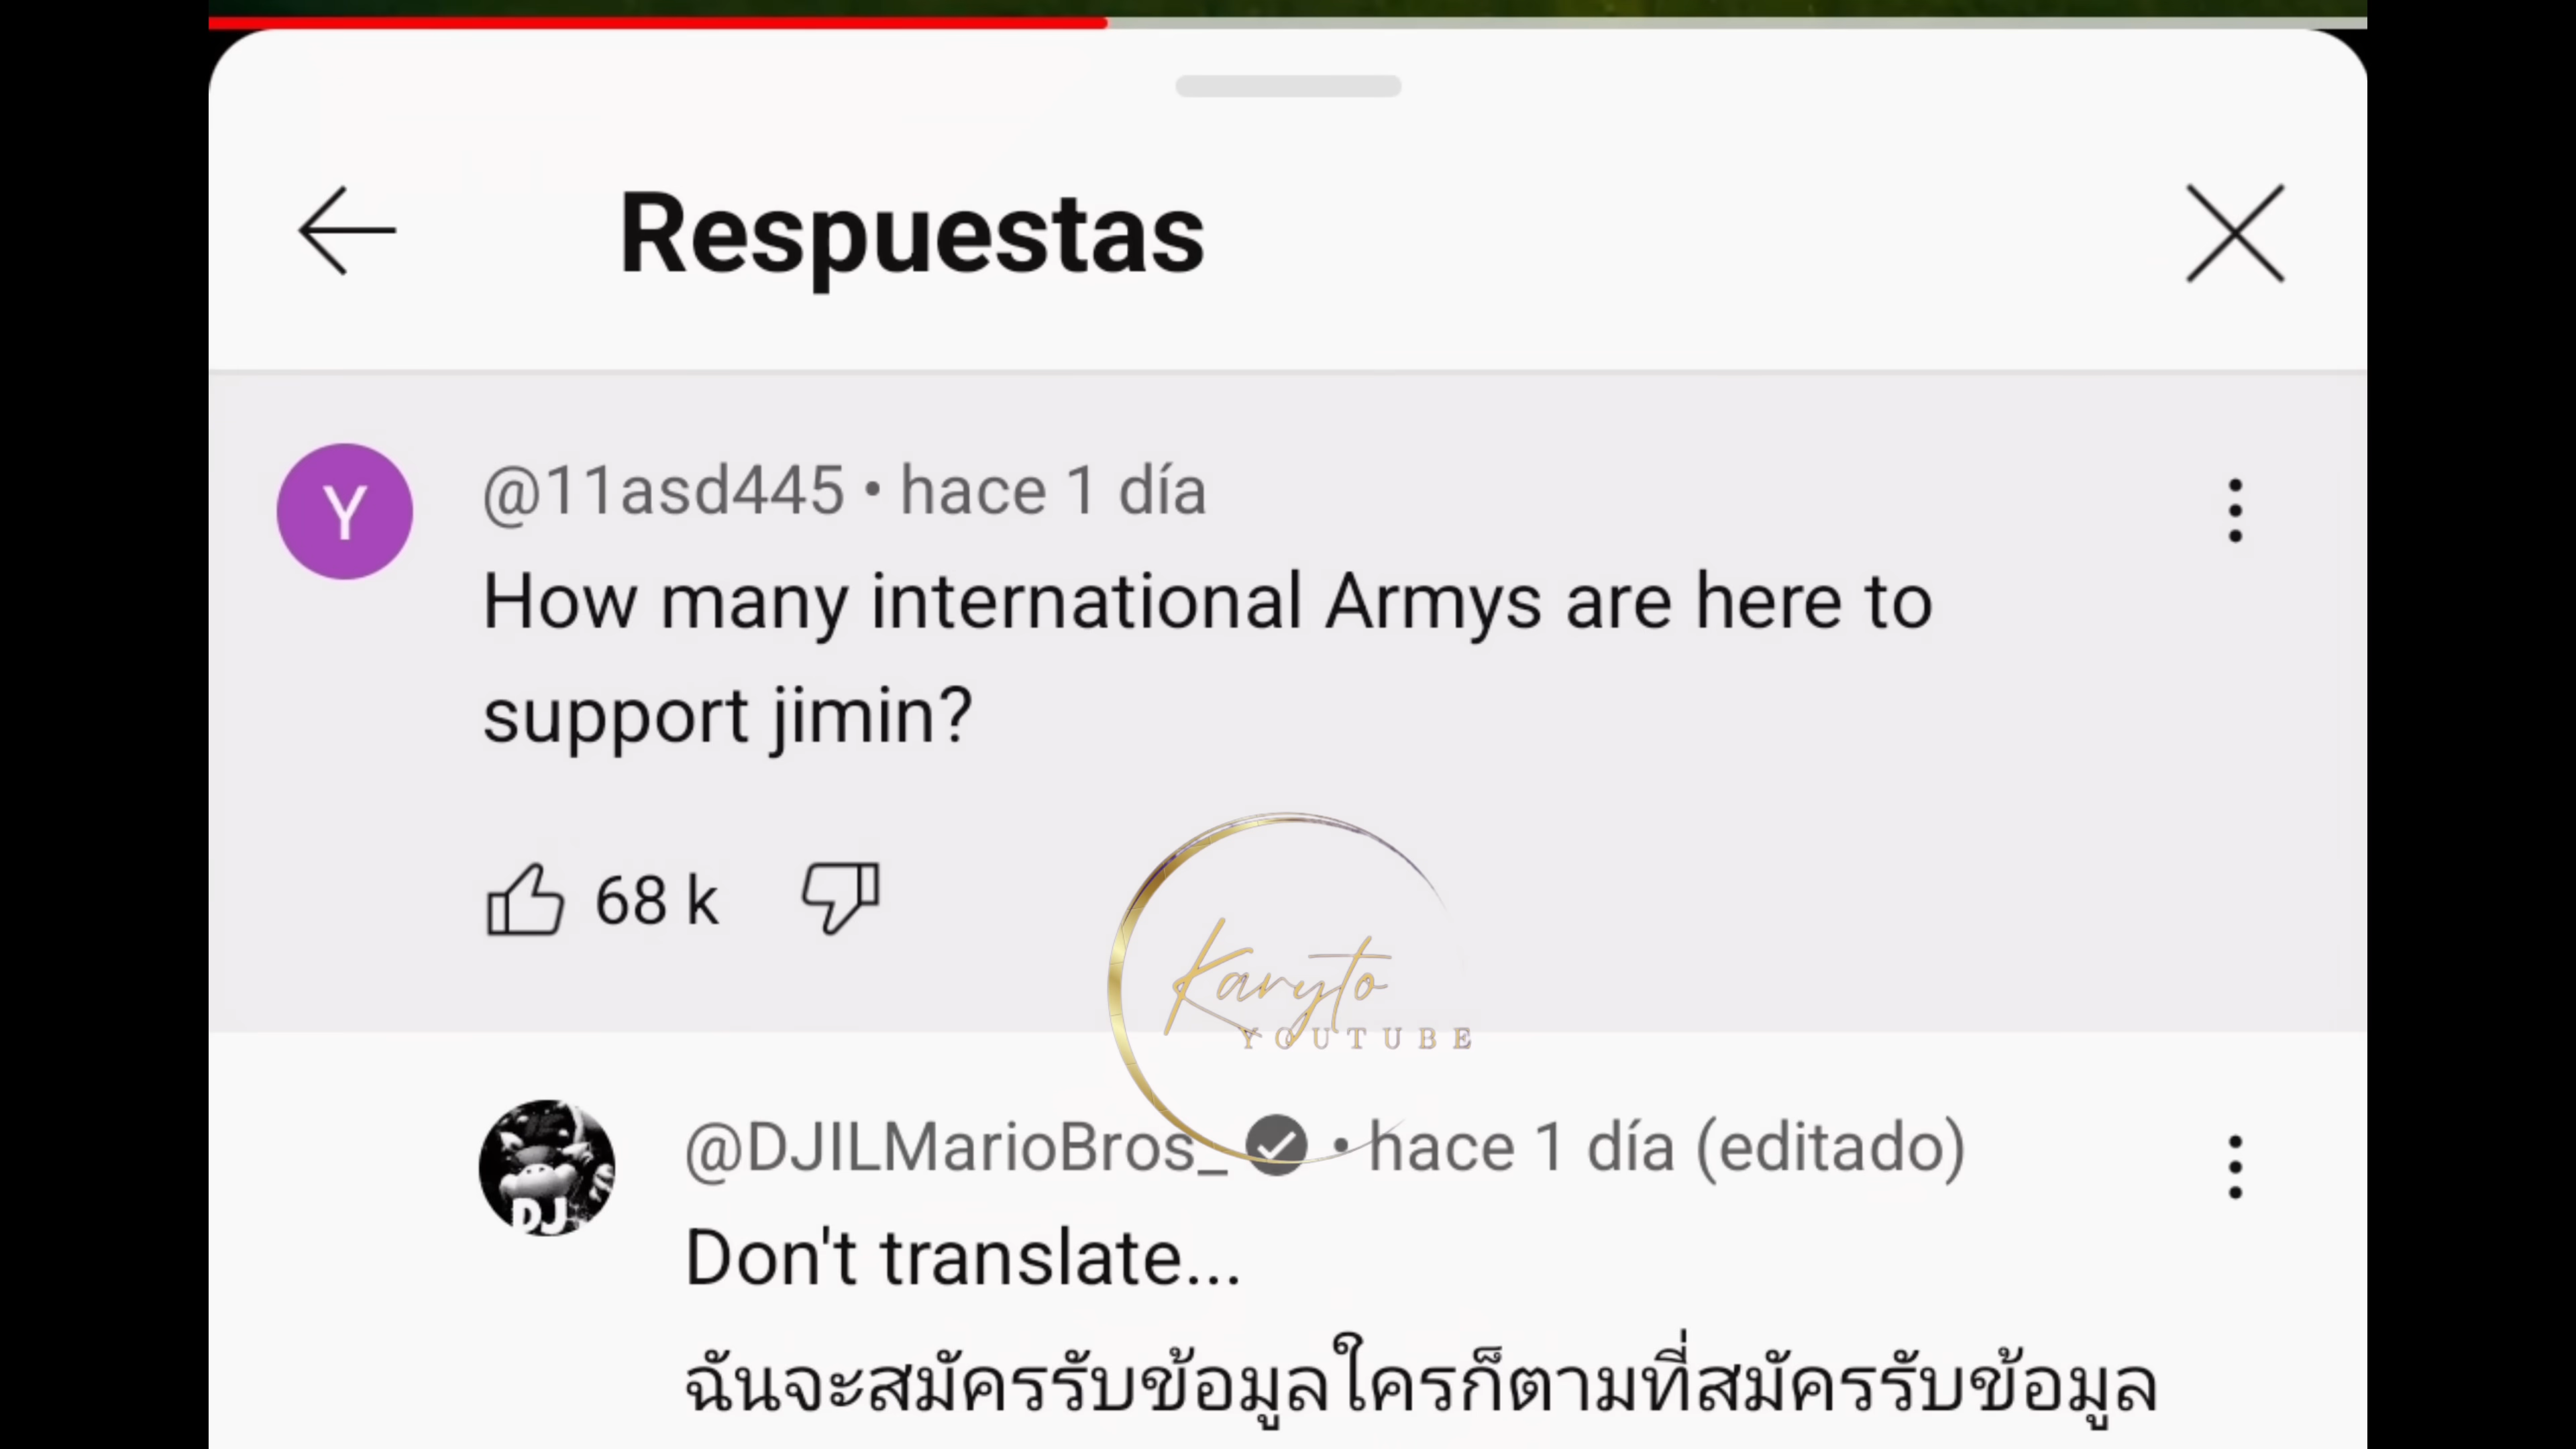 Respuestas
Y
@11asd445 • hace 1 día
How many international Armys are here to
support jimin?
68 k
Karyto
YOUTUBE
@DJILMarioBros_ • hace 1 día (editado)
DJ
Don't translate...
ฉันจะสมัครรับข้อมูลใครก็ตามที่สมัครรับข้อมูล